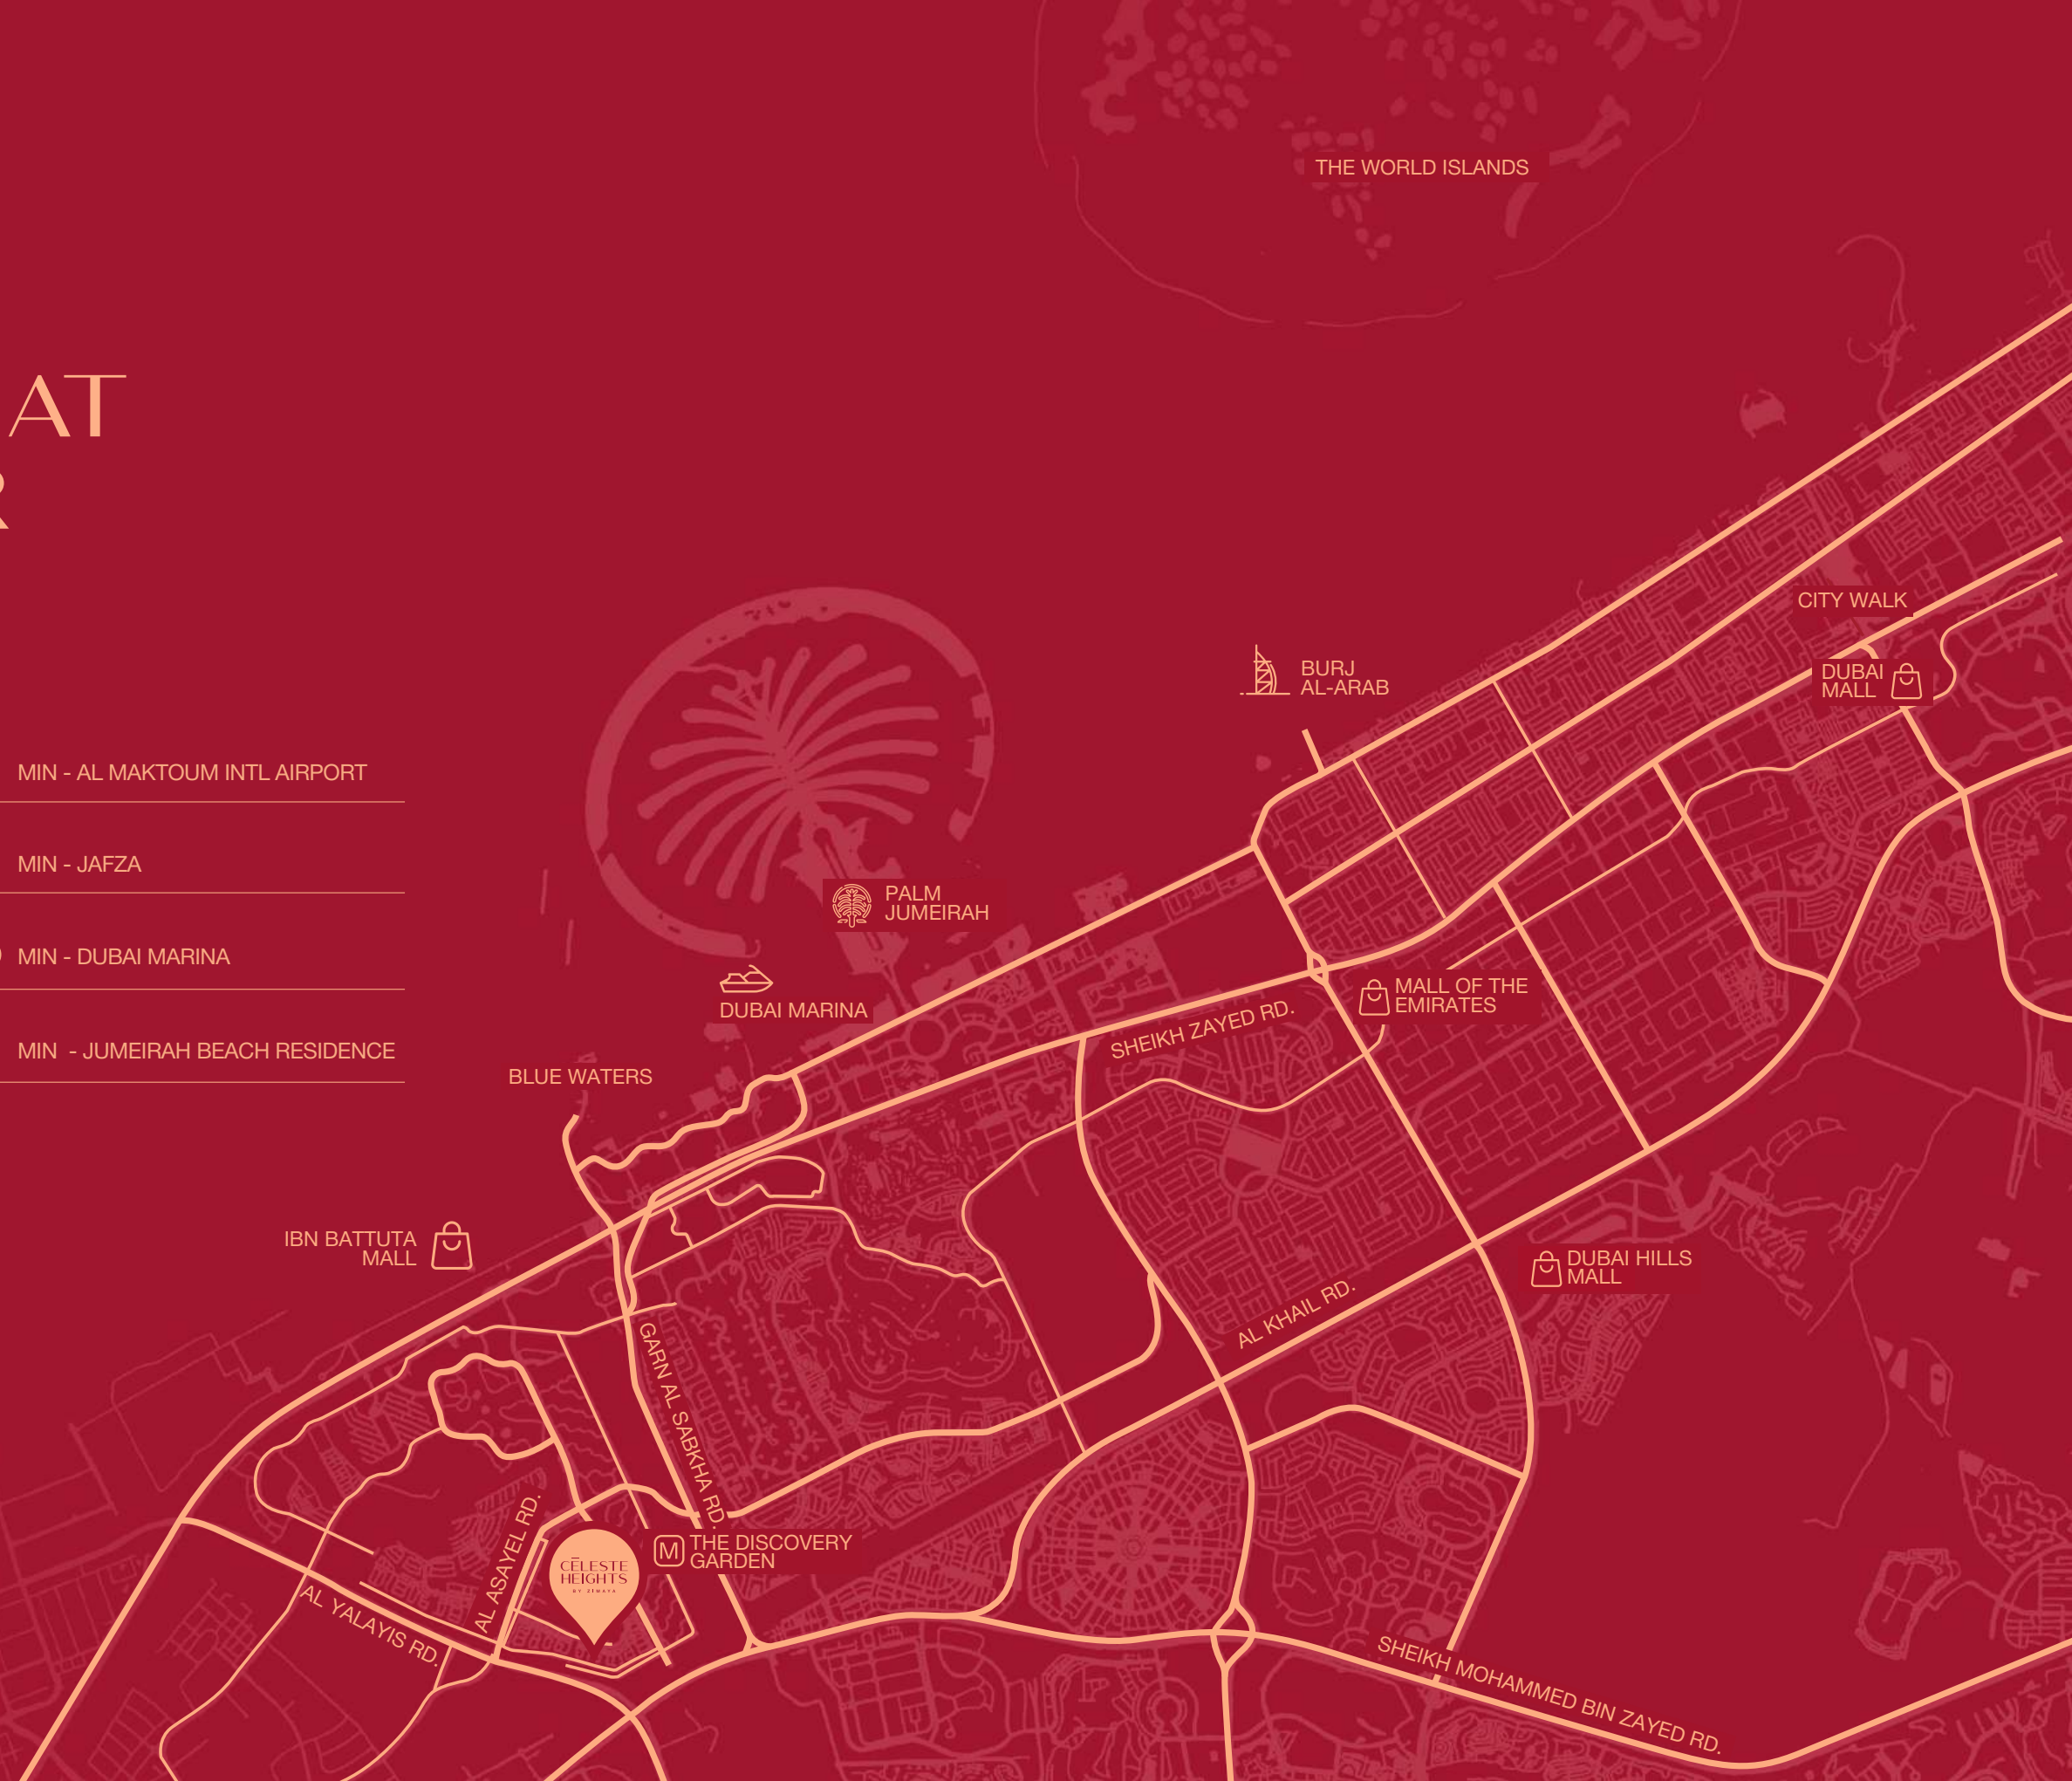 AT
R
MIN - AL MAKTOUM INTL AIRPORT
MIN - JAFZA
MIN - DUBAI MARINA
MIN - JUMEIRAH BEACH RESIDENCE
THE WORLD ISLANDS
CITY WALK
DUBAI
MALL
BURJ
AL-ARAB
PALM
JUMEIRAH
DUBAI MARINA
MALL OF THE
EMIRATES
SHEIKH ZAYED RD.
BLUE WATERS
IBN BATTUTA
MALL
DUBAI HILLS
MALL
AL KHAIL RD.
GARN AL SABKHA RD.
AL ASAYEL RD.
M THE DISCOVERY
GARDEN
CÉLESTE
HEIGHTS
AL YALAYIS RD.
SHEIKH MOHAMMED BIN ZAYED RD.